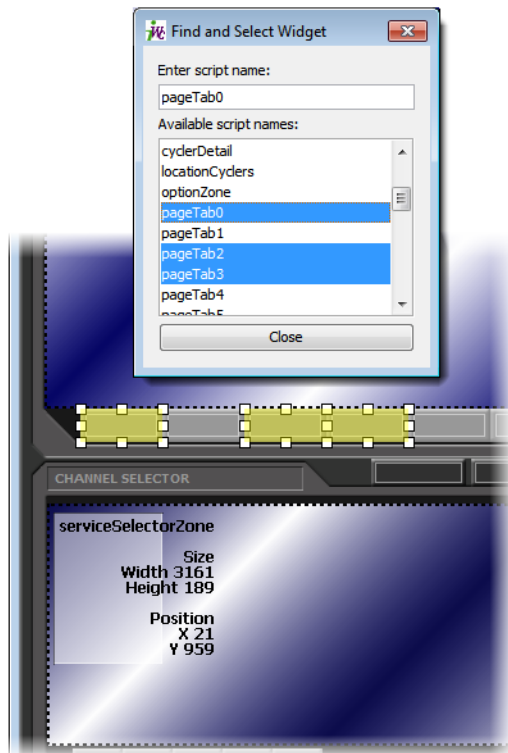 Find and Select Widget
Enter script name:
pageTab0
Available script names:
cyclerDetail
locationCyclers
optionZone
pageTab0
pageTab1
pageTab2
pageTab3
pageTab4
pageTab5
Close
CHANNEL SELECTOR
serviceSelectorZone
Size
Width 3161
Height 189
Position
X 21
Y 959